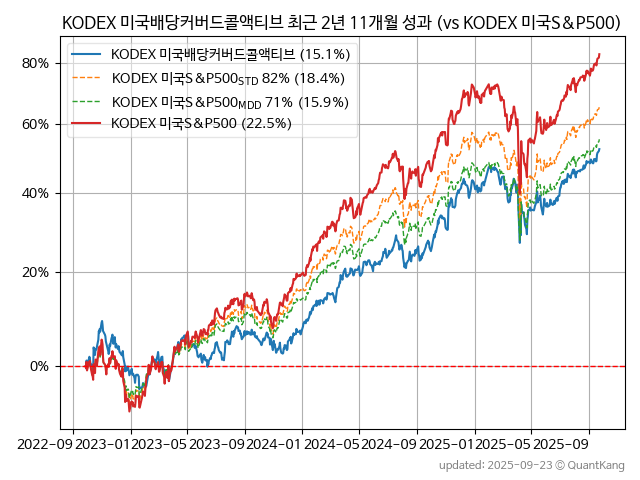 KODEX 미국배당커버드콜액티브 최근 2년 11개월 성과 (vs KODEX 미국S&P500)
KODEX 미국배당커버드콜액티브 (15.1%)
KODEX 미국S&P500STD 82% (18.4%)
KODEX 미국S&P500MDD 71% (15.9%)
KODEX 미국S&P500 (22.5%)
80%
60%
40%
20%
0%
2022-09 2023-01 2023-05 2023-09 2024-01 2024-05 2024-09 2025-01 2025-05 2025-09
updated: 2025-09-23 © QuantKang